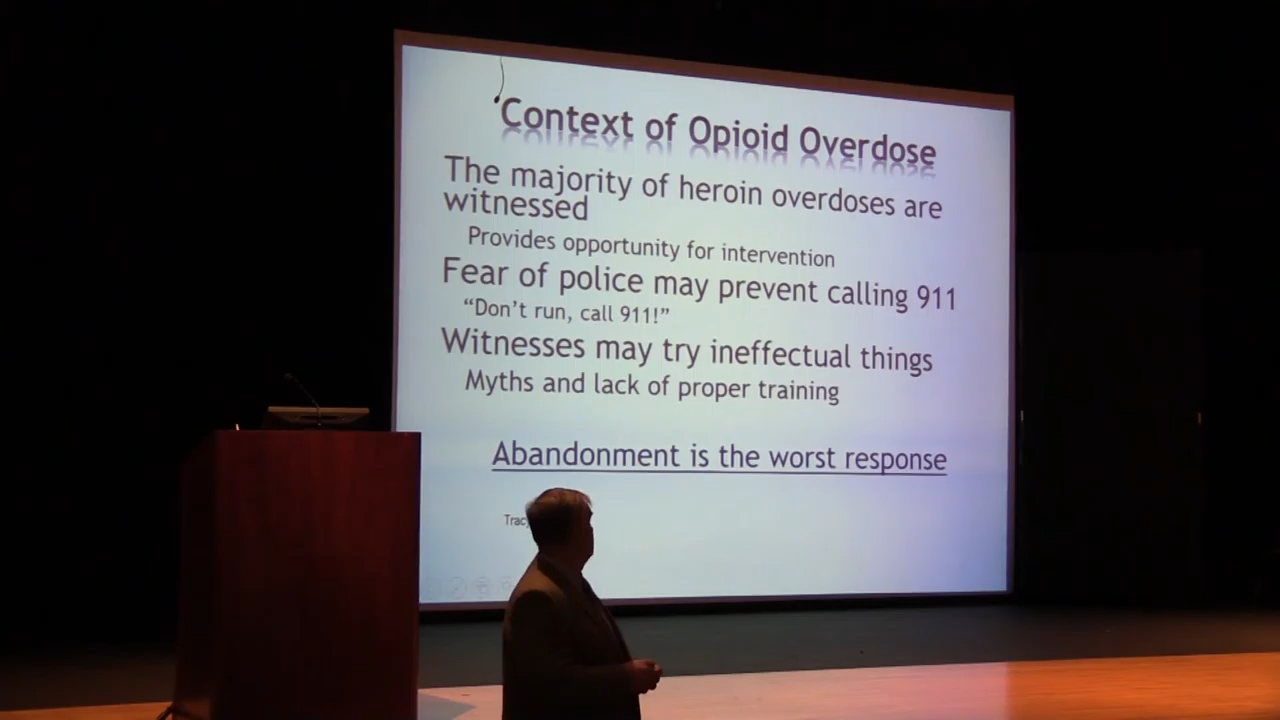 Context of Opioid Overdose
The majority of heroin overdoses are
witnessed
Provides opportunity for intervention
Fear of police may prevent calling 911
“Don’t run, call 911!”
Witnesses may try ineffectual things
Myths and lack of proper training
Abandonment is the worst response